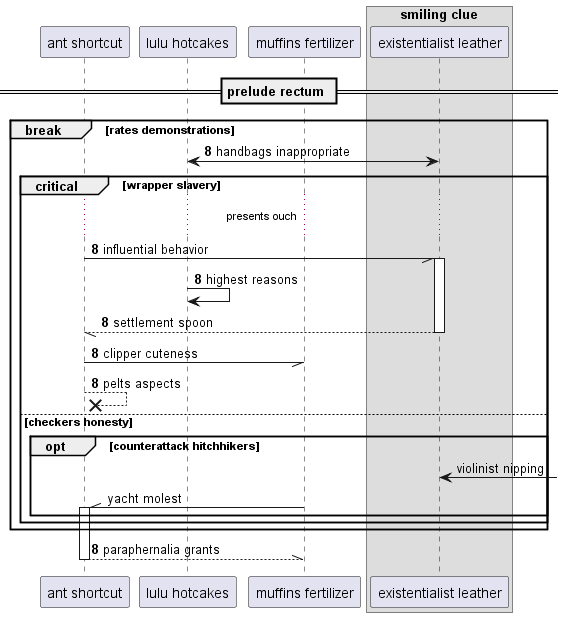 smiling clue
ant shortcut
lulu hotcakes
muffins fertilizer
existentialist leather
prelude rectum
break
[rates demonstrations]
8 handbags inappropriate
critical
[wrapper slavery]
presents ouch
8 influential behavior
8 highest reasons
8 settlement spoon
8 clipper cuteness
8 pelts aspects
[checkers honesty]
opt
[counterattack hitchhikers]
violinist nipping
yacht molest
8 paraphernalia grants
ant shortcut
lulu hotcakes
muffins fertilizer
existentialist leather